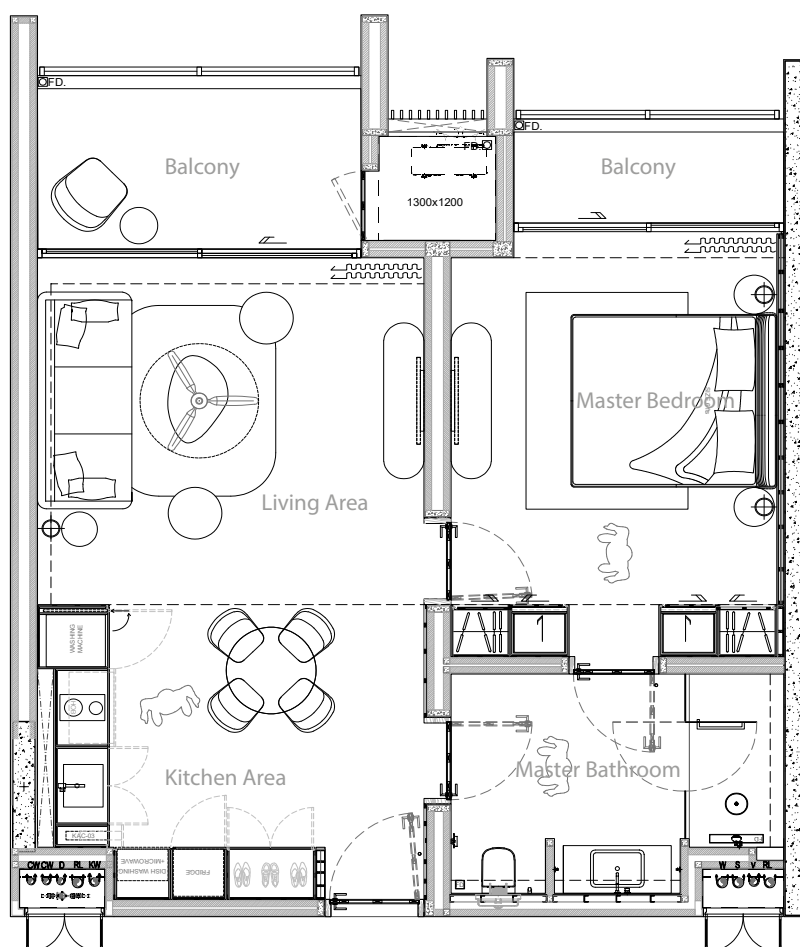 FD.
FD.
FD.
Balcony
Balcony
1300x1200
Master Bedroom
Living Area
WASHING
MACHINE
Kitchen Area
Master Bathroom
KAC-03
DISH WASHING
+MICROWAVE
FRIDGE
CW CW D RL KW
W S V RL